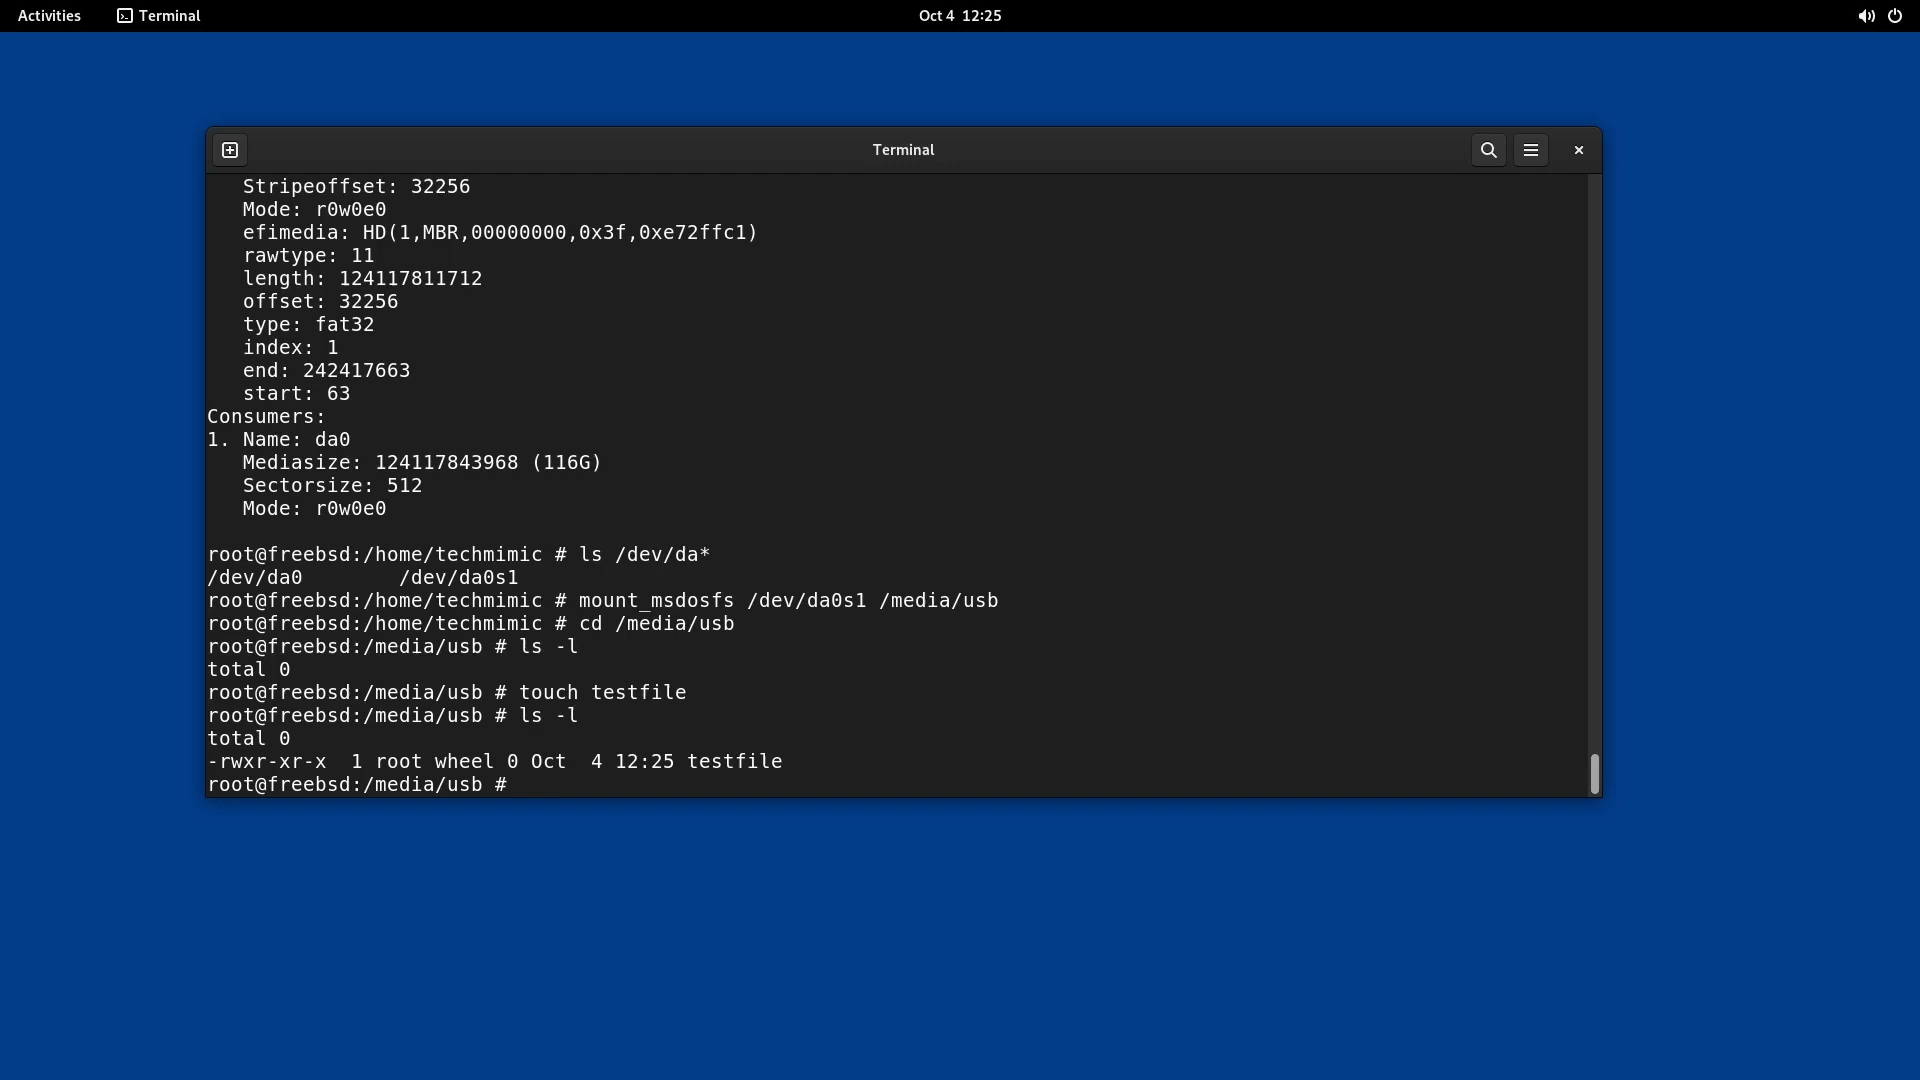 Activities Terminal Oct 4 12:25
Terminal
   Stripeoffset: 32256
   Mode: r0w0e0
   efimedia: HD(1,MBR,00000000,0x3f,0xe72ffc1)
   rawtype: 11
   length: 124117811712
   offset: 32256
   type: fat32
   index: 1
   end: 242417663
   start: 63
Consumers:
1. Name: da0
   Mediasize: 124117843968 (116G)
   Sectorsize: 512
   Mode: r0w0e0

root@freebsd:/home/techmimic # ls /dev/da*
/dev/da0        /dev/da0s1
root@freebsd:/home/techmimic # mount_msdosfs /dev/da0s1 /media/usb
root@freebsd:/home/techmimic # cd /media/usb
root@freebsd:/media/usb # ls -l
total 0
root@freebsd:/media/usb # touch testfile
root@freebsd:/media/usb # ls -l
total 0
-rwxr-xr-x  1 root wheel 0 Oct  4 12:25 testfile
root@freebsd:/media/usb #